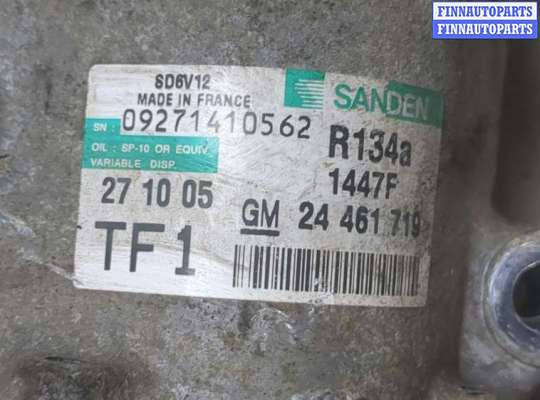 FINNAUTOPARTS
FINNAUTOPARTS
SD6V12
MADE IN FRANCE
SANDEN
SN : 09271410562
R134a
OIL : SP-10 OR EQUIV.
VARIABLE DISP.
1447F
27 10 05
GM 24 461 719
TF1